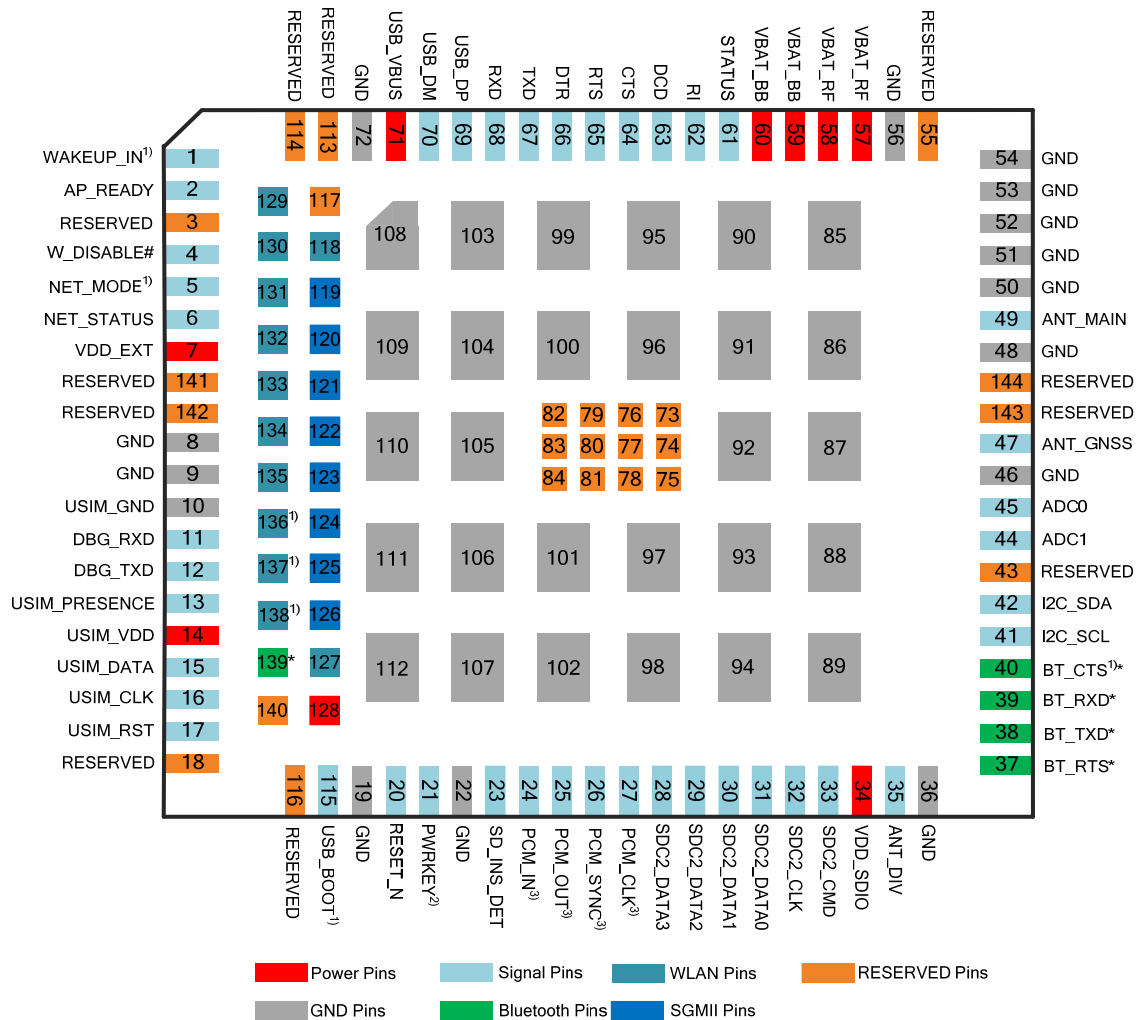 RESERVED
RESERVED
GND
USB_VBUS
USB_DM
USB_DP
RXD
TXD
DTR
RTS
CTS
DCD
RI
STATUS
VBAT_BB
VBAT_BB
VBAT_RF
VBAT_RF
GND
RESERVED
114
113
72
71
70
69
68
67
66
65
64
63
62
61
60
59
58
57
56
55
WAKEUP_IN1) 1
AP_READY 2
RESERVED 3
W_DISABLE# 4
NET_MODE1) 5
NET_STATUS 6
VDD_EXT 7
RESERVED 141
RESERVED 142
GND 8
GND 9
USIM_GND 10
DBG_RXD 11
DBG_TXD 12
USIM_PRESENCE 13
USIM_VDD 14
USIM_DATA 15
USIM_CLK 16
USIM_RST 17
RESERVED 18
129 117
130 118
131 119
132 120
133 121
134 122
135 123
1361) 124
1371) 125
1381) 126
139* 127
140 128
108 103 99 95 90 85
109 104 100 96 91 86
82 79 76 73
83 80 77 74
84 81 78 75
110 105 92 87
111 106 101 97 93 88
112 107 102 98 94 89
54 GND
53 GND
52 GND
51 GND
50 GND
49 ANT_MAIN
48 GND
144 RESERVED
143 RESERVED
47 ANT_GNSS
46 GND
45 ADC0
44 ADC1
43 RESERVED
42 I2C_SDA
41 I2C_SCL
40 BT_CTS1)*
39 BT_RXD*
38 BT_TXD*
37 BT_RTS*
116
115
19
20
21
22
23
24
25
26
27
28
29
30
31
32
33
34
35
36
RESERVED
USB_BOOT1)
GND
RESET_N
PWRKEY2)
GND
SD_INS_DET
PCM_IN3)
PCM_OUT3)
PCM_SYNC3)
PCM_CLK3)
SDC2_DATA3
SDC2_DATA2
SDC2_DATA1
SDC2_DATA0
SDC2_CLK
SDC2_CMD
VDD_SDIO
ANT_DIV
GND
Power Pins
Signal Pins
WLAN Pins
RESERVED Pins
GND Pins
Bluetooth Pins
SGMII Pins